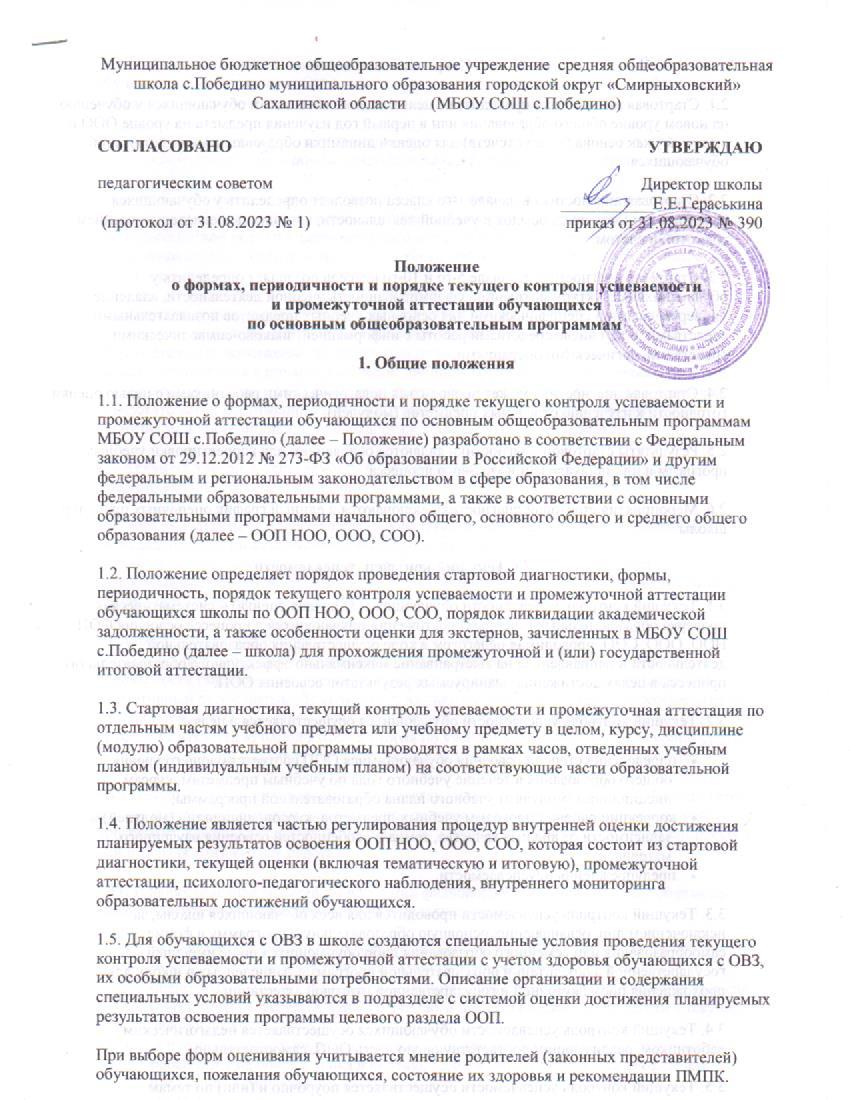 Муниципальное бюджетное общеобразовательное учреждение средняя общеобразовательная
школа с.Победино муниципального образования городской округ «Смирныховский»
Сахалинской области (МБОУ СОШ с.Победино)
СОГЛАСОВАНО УТВЕРЖДАЮ
педагогическим советом Директор школы
Е.Е.Гераськина
(протокол от 31.08.2023 № 1) приказ от 31.08.2023 № 390
Положение
о формах, периодичности и порядке текущего контроля успеваемости
и промежуточной аттестации обучающихся
по основным общеобразовательным программам
1. Общие положения
1.1. Положение о формах, периодичности и порядке текущего контроля успеваемости и
промежуточной аттестации обучающихся по основным общеобразовательным программам
МБОУ СОШ с.Победино (далее – Положение) разработано в соответствии с Федеральным
законом от 29.12.2012 № 273-ФЗ «Об образовании в Российской Федерации» и другим
федеральным и региональным законодательством в сфере образования, в том числе
федеральными образовательными программами, а также в соответствии с основными
образовательными программами начального общего, основного общего и среднего общего
образования (далее – ООП НОО, ООО, СОО).
1.2. Положение определяет порядок проведения стартовой диагностики, формы,
периодичность, порядок текущего контроля успеваемости и промежуточной аттестации
обучающихся школы по ООП НОО, ООО, СОО, порядок ликвидации академической
задолженности, а также особенности оценки для экстернов, зачисленных в МБОУ СОШ
с.Победино (далее – школа) для прохождения промежуточной и (или) государственной
итоговой аттестации.
1.3. Стартовая диагностика, текущий контроль успеваемости и промежуточная аттестация по
отдельным частям учебного предмета или учебному предмету в целом, курсу, дисциплине
(модулю) образовательной программы проводятся в рамках часов, отведенных учебным
планом (индивидуальным учебным планом) на соответствующие части образовательной
программы.
1.4. Положение является частью регулирования процедур внутренней оценки достижения
планируемых результатов освоения ООП НОО, ООО, СОО, которая состоит из стартовой
диагностики, текущей оценки (включая тематическую и итоговую), промежуточной
аттестации, психолого-педагогического наблюдения, внутреннего мониторинга
образовательных достижений обучающихся.
1.5. Для обучающихся с ОВЗ в школе создаются специальные условия проведения текущего
контроля успеваемости и промежуточной аттестации с учетом здоровья обучающихся с ОВЗ,
их особыми образовательными потребностями. Описание организации и содержания
специальных условий указываются в подразделе с системой оценки достижения планируемых
результатов освоения программы целевого раздела ООП.
При выборе форм оценивания учитывается мнение родителей (законных представителей)
обучающихся, пожелания обучающихся, состояние их здоровья и рекомендации ПМПК.